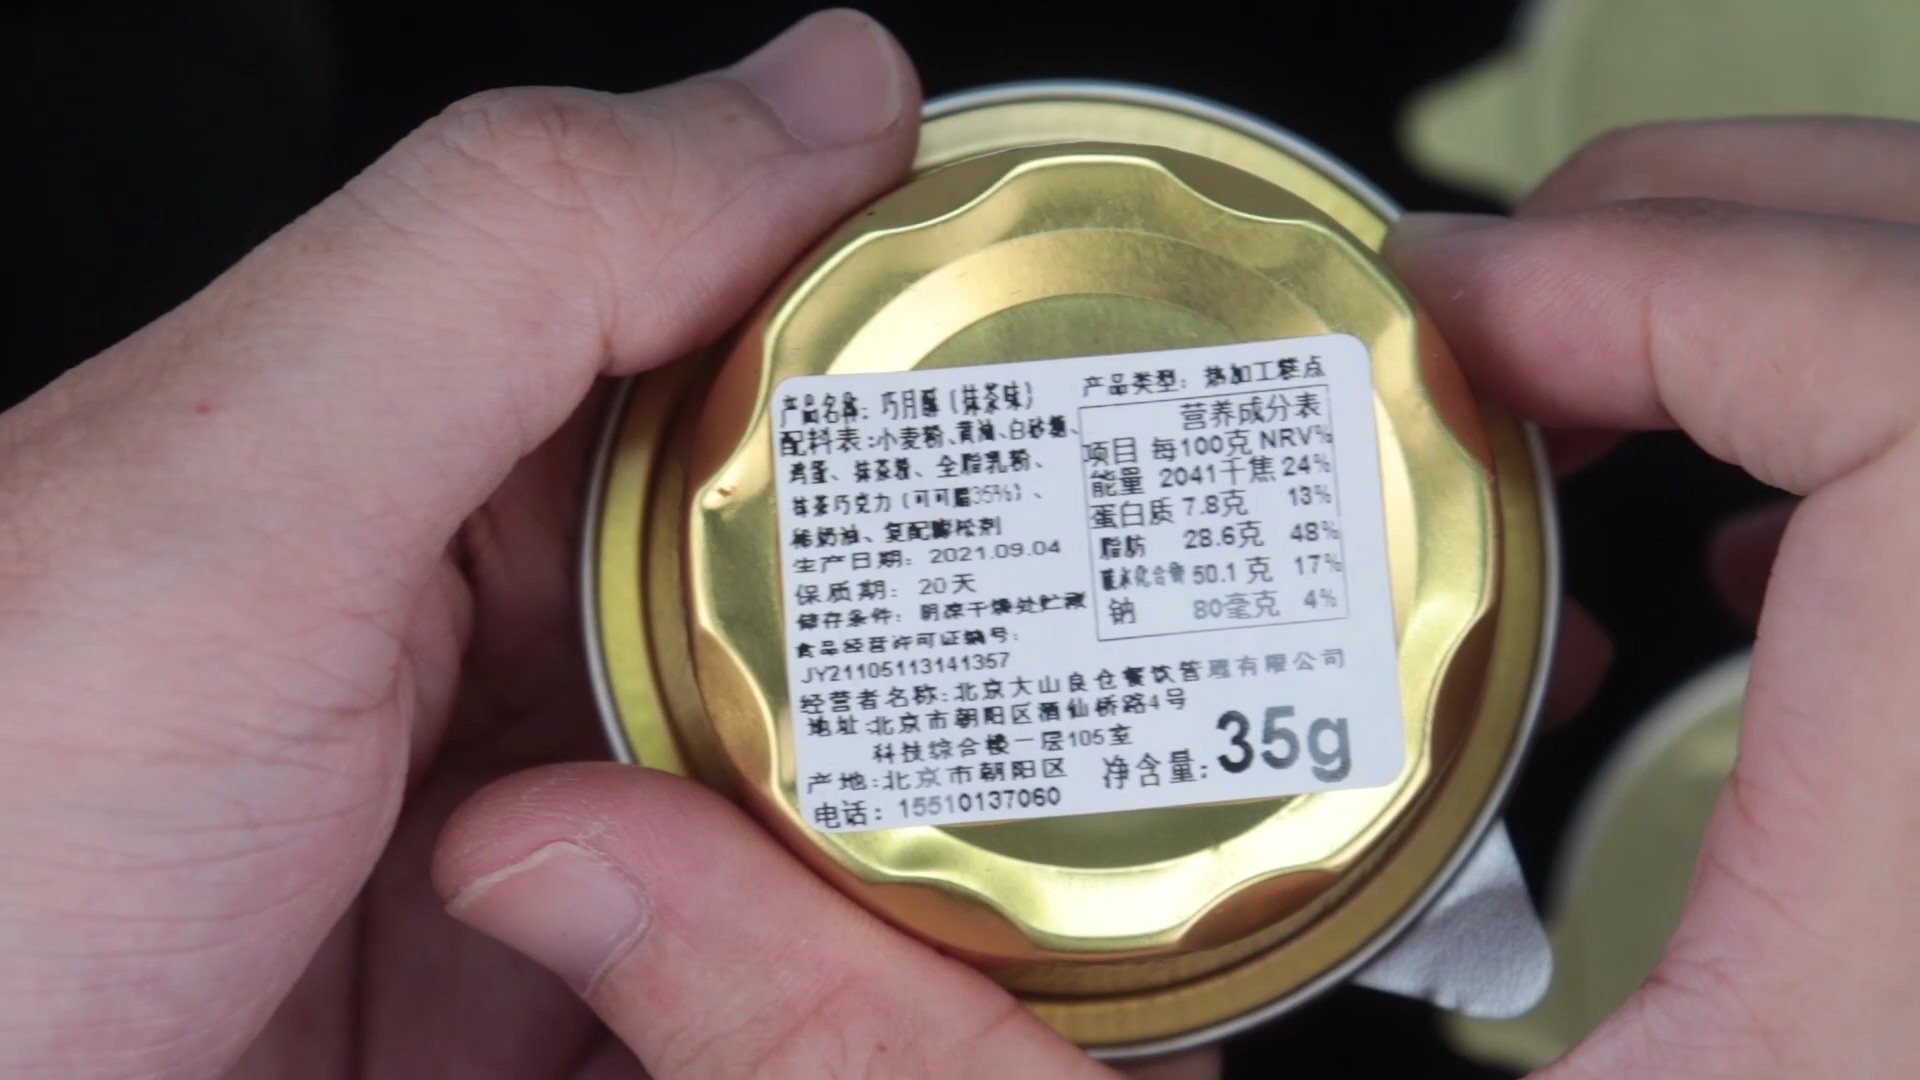 产品名称：巧月酥（抹茶味）
配料表：小麦粉、黄油、白砂糖、
鸡蛋、抹茶粉、全脂乳粉、
抹茶巧克力（可可脂35%）、
稀奶油、复配膨松剂
生产日期：2021.09.04
保质期：20天
储存条件：阴凉干燥处贮藏
食品经营许可证编号：
JY21105113141357
经营者名称：北京大山良仓餐饮管理有限公司
地址：北京市朝阳区酒仙桥路4号
科技综合楼一层105室
产地：北京市朝阳区
电话：15510137060
产品类型：热加工糕点
营养成分表
项目 每100克 NRV%
能量 2041千焦 24%
蛋白质 7.8克 13%
脂肪 28.6克 48%
碳水化合物 50.1克 17%
钠 80毫克 4%
净含量：35g